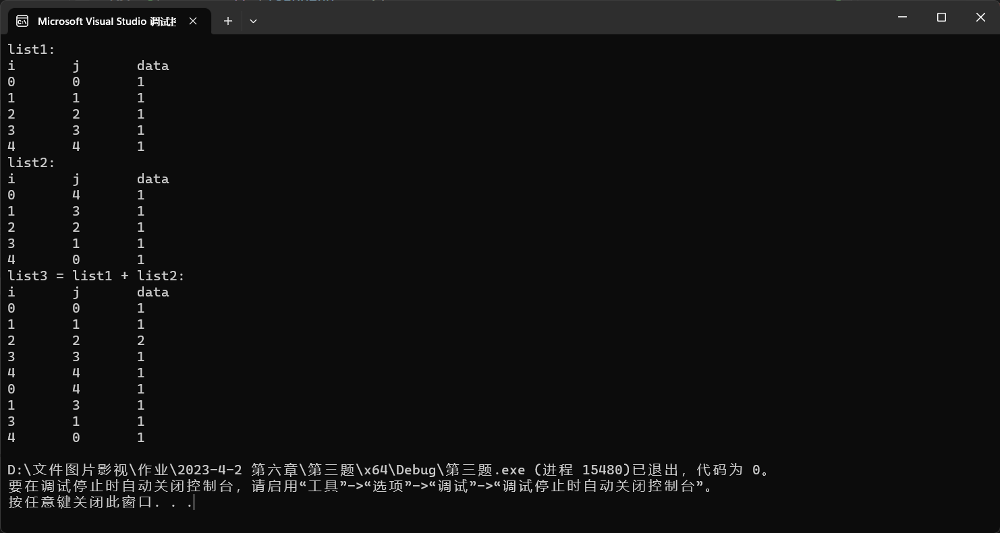 Microsoft Visual Studio 调试
list1:
i j data
0 0 1
1 1 1
2 2 1
3 3 1
4 4 1
list2:
i j data
0 4 1
1 3 1
2 2 1
3 1 1
4 0 1
list3 = list1 + list2:
i j data
0 0 1
1 1 1
2 2 2
3 3 1
4 4 1
0 4 1
1 3 1
3 1 1
4 0 1
D:\文件图片影视\作业\2023-4-2 第六章\第三题\x64\Debug\第三题.exe (进程 15480)已退出，代码为 0。
要在调试停止时自动关闭控制台，请启用“工具”->“选项”->“调试”->“调试停止时自动关闭控制台”。
按任意键关闭此窗口. . .